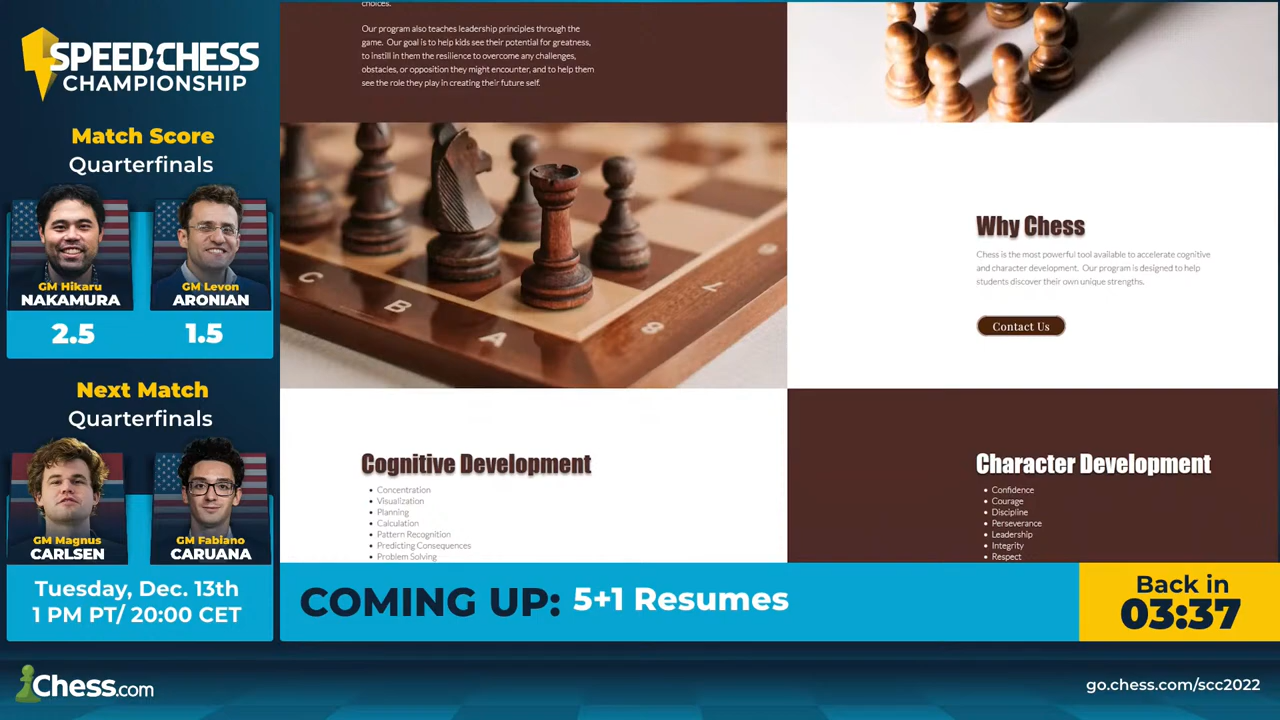 SPEED CHESS
CHAMPIONSHIP
Match Score
Quarterfinals
GM Hikaru
NAKAMURA
2.5
GM Levon
ARONIAN
1.5
Next Match
Quarterfinals
GM Magnus
CARLSEN
GM Fabiano
CARUANA
Tuesday, Dec. 13th
1 PM PT/ 20:00 CET
Chess.com
choices.
Our program also teaches leadership principles through the
game. Our goal is to help kids see their potential for greatness,
to instill in them the resilience to overcome any challenges,
obstacles, or opposition they might encounter, and to help them
see the role they play in creating their future self.
C
B
A
Why Chess
Chess is the most powerful tool available to accelerate cognitive
and character development. Our program is designed to help
students discover their own unique strengths.
Contact Us
Cognitive Development
• Concentration
• Visualization
• Planning
• Calculation
• Pattern Recognition
• Predicting Consequences
• Problem Solving
Character Development
• Confidence
• Courage
• Discipline
• Perseverance
• Leadership
• Integrity
• Respect
COMING UP: 5+1 Resumes
Back in
03:37
go.chess.com/scc2022